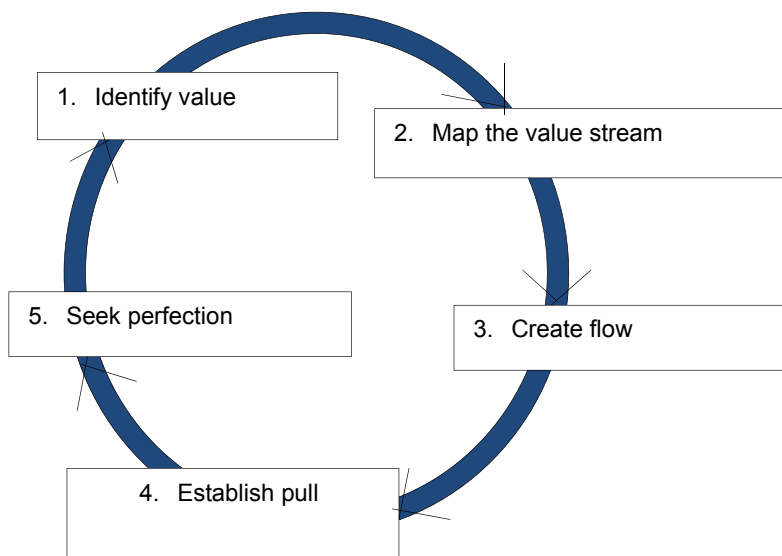 1. Identify value
2. Map the value stream
3. Create flow
4. Establish pull
5. Seek perfection